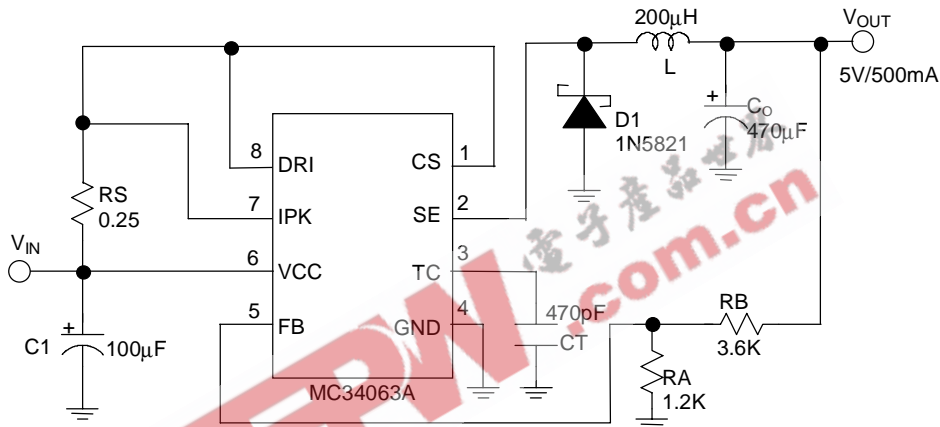 200μH
VOUT
L
5V/500mA
+
CO
470μF
D1
1N5821
8
DRI
CS
1
RS
0.25
7
IPK
SE
2
VIN
6
VCC
TC
3
電子產品世界
.com.cn
5
FB
GND
4
470pF
CT
+
C1
100μF
MC34063A
RB
3.6K
RA
1.2K
EPW